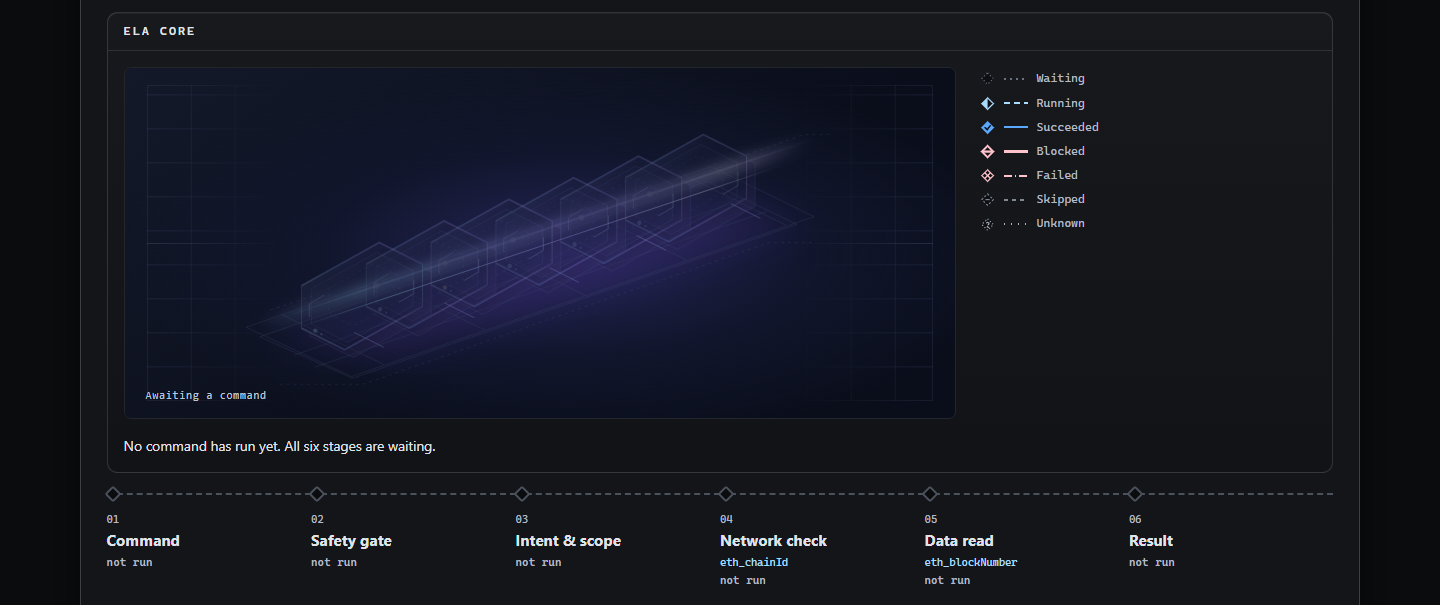 ELA CORE
Waiting
Running
Succeeded
Blocked
Failed
Skipped
Unknown
Awaiting a command
No command has run yet. All six stages are waiting.
01
Command
not run
02
Safety gate
not run
03
Intent & scope
not run
04
Network check
eth_chainId
not run
05
Data read
eth_blockNumber
not run
06
Result
not run